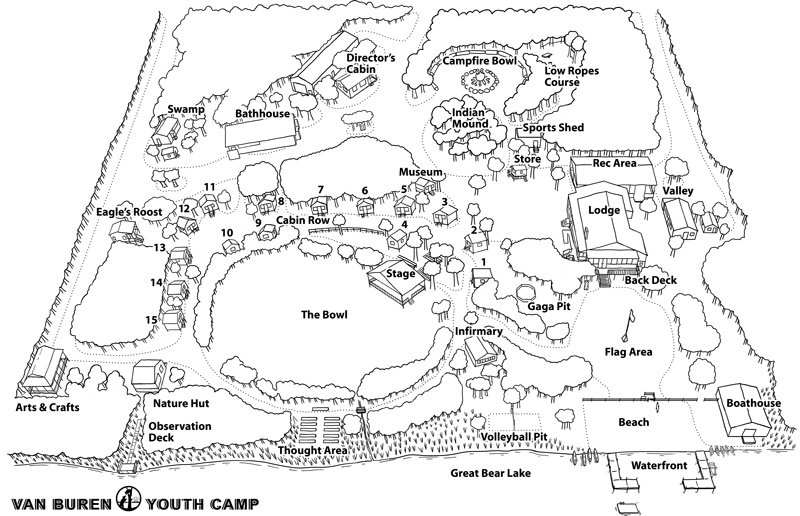 Director's
Cabin
Campfire Bowl
Low Ropes
Course
Swamp
Bathhouse
Indian
Mound
Sports Shed
Store
Rec Area
Museum
Valley
11
7
6
5
8
3
Eagle's Roost
12
Cabin Row
Lodge
10
9
4
2
13
Stage
1
Back Deck
14
Gaga Pit
15
The Bowl
Infirmary
Flag Area
Arts & Crafts
Nature Hut
Boathouse
Observation
Deck
Beach
Thought Area
Volleyball Pit
Waterfront
Great Bear Lake
VAN BUREN YOUTH CAMP